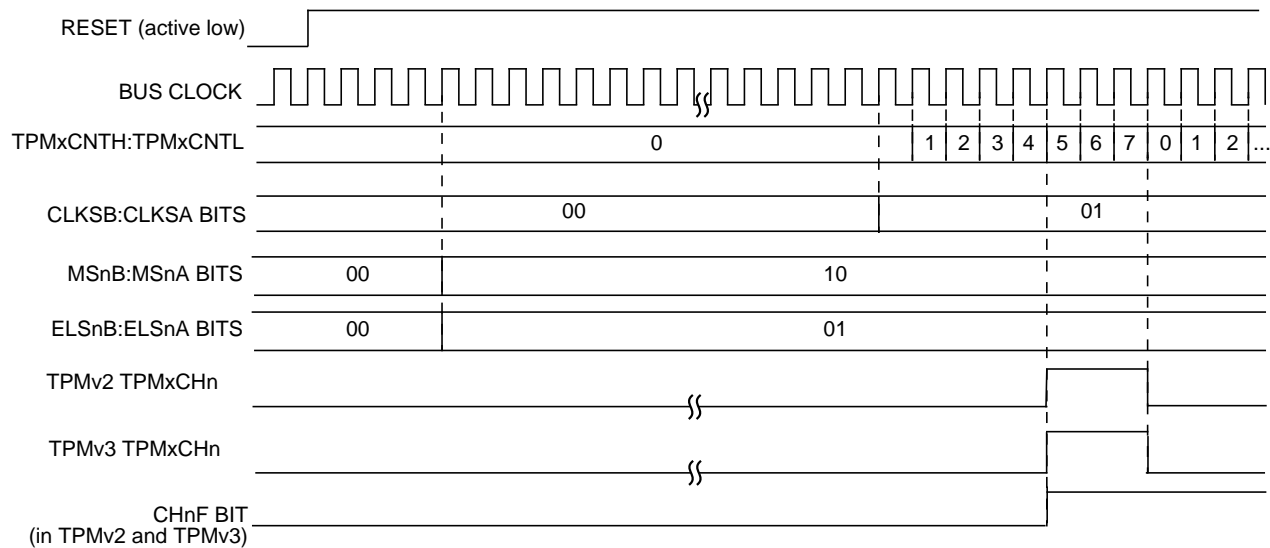 RESET (active low)
BUS CLOCK
TPMxCNTH:TPMxCNTL 0 1 2 3 4 5 6 7 0 1 2 ...
CLKSB:CLKSA BITS 00 01
MSnB:MSnA BITS 00 10
ELSnB:ELSnA BITS 00 01
TPMv2 TPMxCHn
TPMv3 TPMxCHn
CHnF BIT
(in TPMv2 and TPMv3)